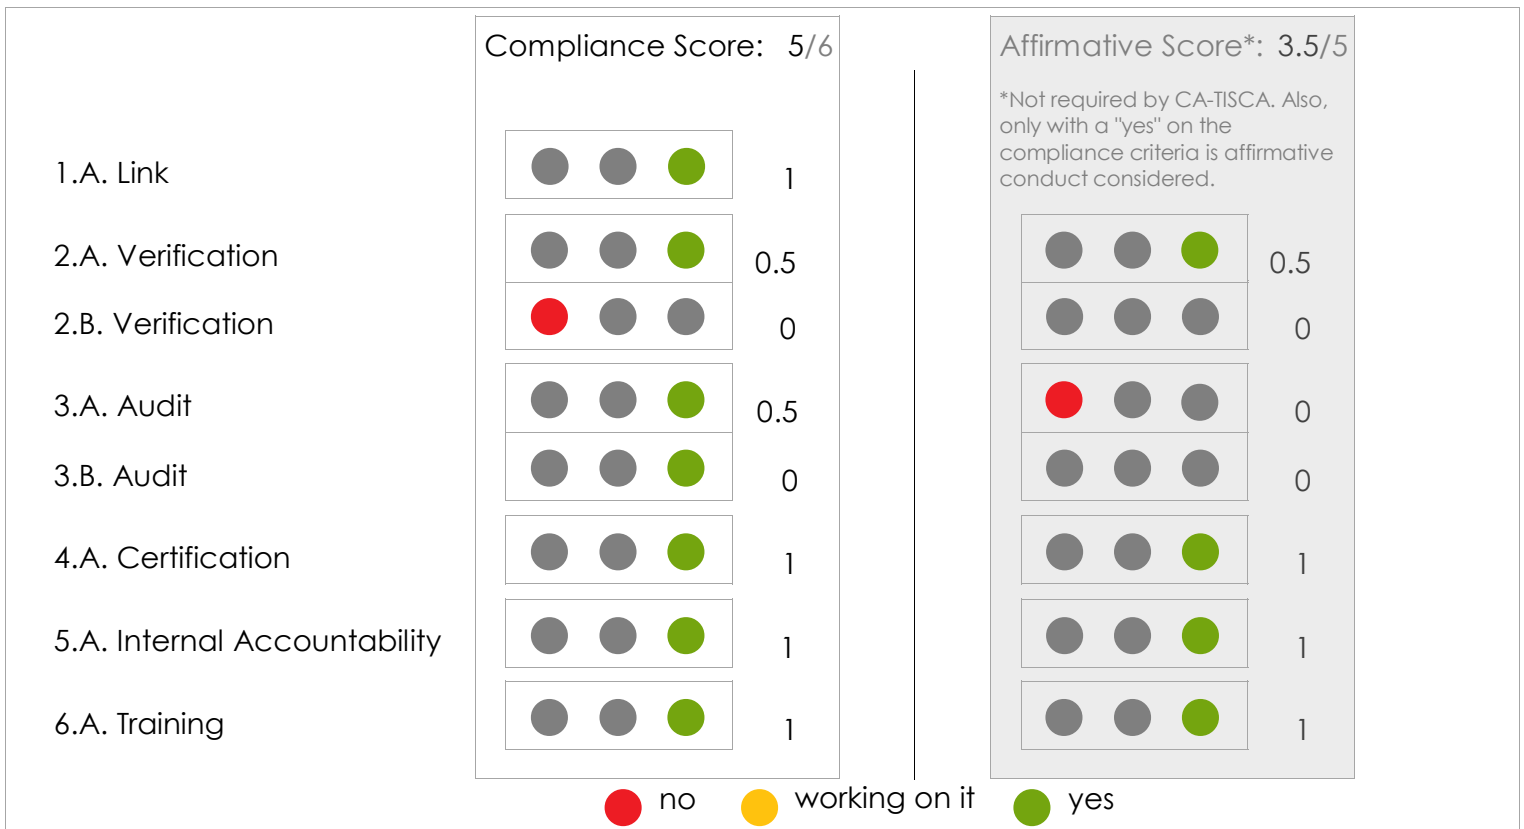 Compliance Score: 5/6
Affirmative Score*: 3.5/5
*Not required by CA-TISCA. Also,
only with a "yes" on the
compliance criteria is affirmative
conduct considered.
1.A. Link 1
2.A. Verification 0.5 0.5
2.B. Verification 0 0
3.A. Audit 0.5 0
3.B. Audit 0 0
4.A. Certification 1 1
5.A. Internal Accountability 1 1
6.A. Training 1 1
no working on it yes